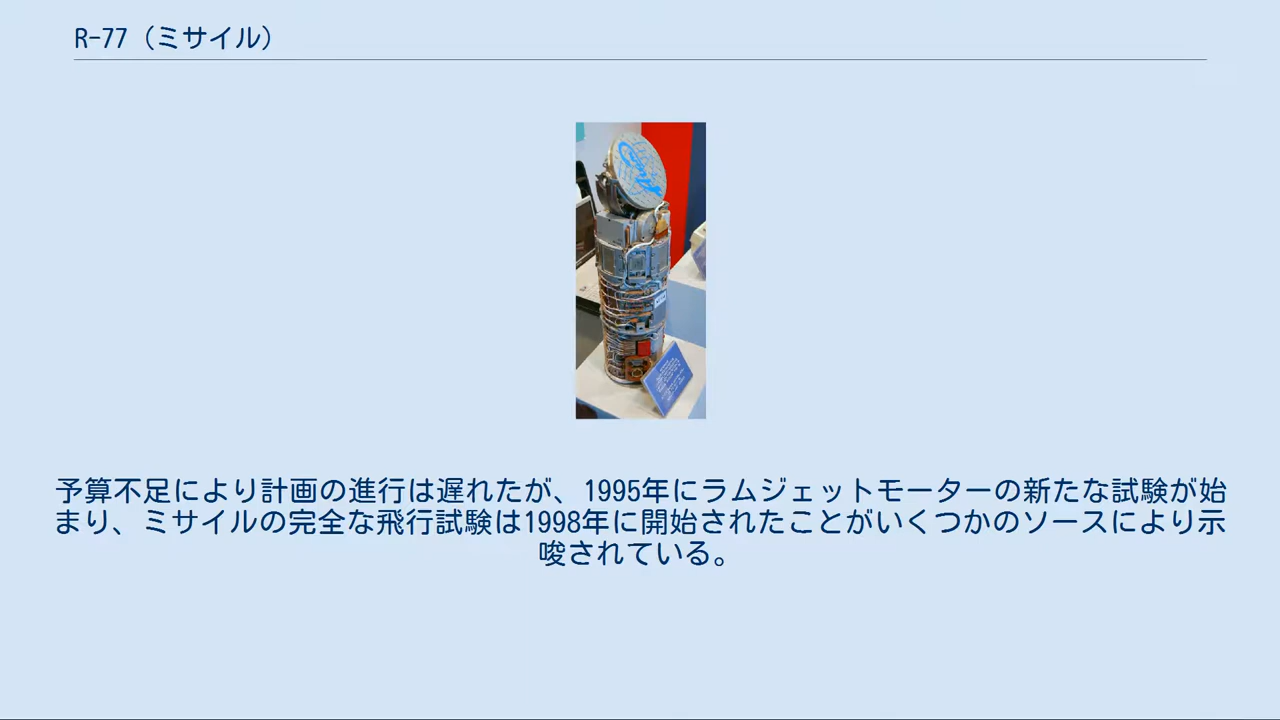 R-77（ミサイル）
予算不足により計画の進行は遅れたが、1995年にラムジェットモーターの新たな試験が始
まり、ミサイルの完全な飛行試験は1998年に開始されたことがいくつかのソースにより示
唆されている。